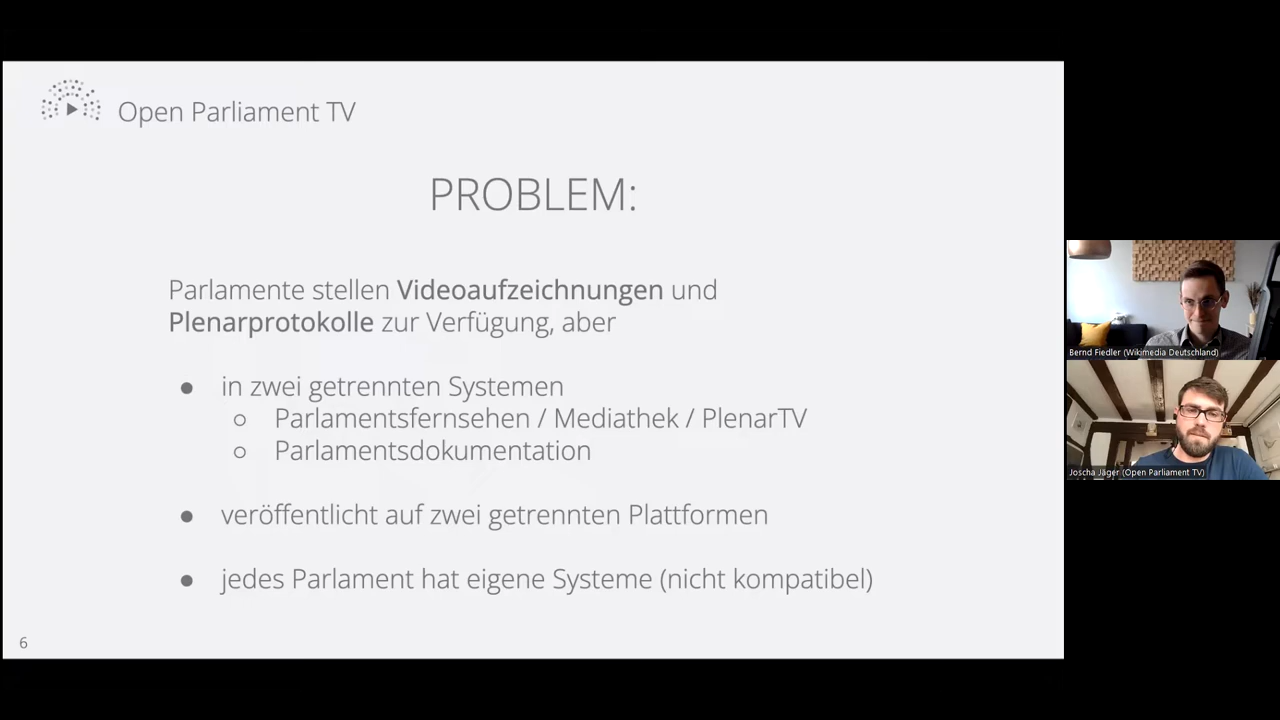 Open Parliament TV
PROBLEM:
Parlamente stellen Videoaufzeichnungen und
Plenarprotokolle zur Verfügung, aber
● in zwei getrennten Systemen
○ Parlamentsfernsehen / Mediathek / PlenarTV
○ Parlamentsdokumentation
● veröffentlicht auf zwei getrennten Plattformen
● jedes Parlament hat eigene Systeme (nicht kompatibel)
6
Bernd Fiedler (Wikimedia Deutschland)
Joscha Jäger (Open Parliament TV)